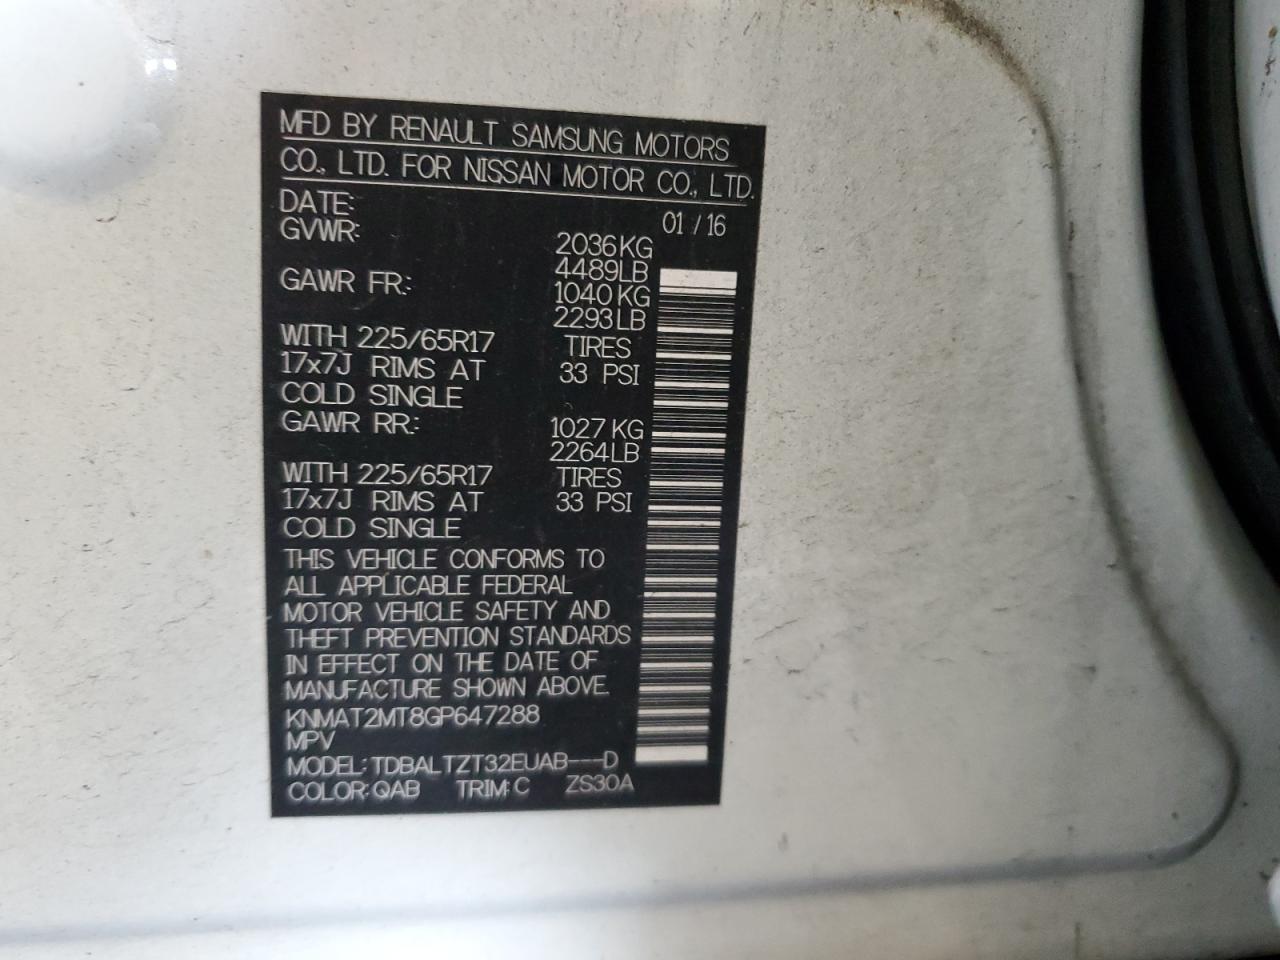 MFD BY RENAULT SAMSUNG MOTORS
CO., LTD. FOR NISSAN MOTOR CO., LTD.
DATE: 01 / 16
GVWR: 2036KG
4489LB
GAWR FR: 1040KG
2293LB
WITH 225/65R17 TIRES
17x7J RIMS AT 33 PSI
COLD SINGLE
GAWR RR: 1027KG
2264LB
WITH 225/65R17 TIRES
17x7J RIMS AT 33 PSI
COLD SINGLE
THIS VEHICLE CONFORMS TO
ALL APPLICABLE FEDERAL
MOTOR VEHICLE SAFETY AND
THEFT PREVENTION STANDARDS
IN EFFECT ON THE DATE OF
MANUFACTURE SHOWN ABOVE.
KNMAT2MT8GP647288
MPV
MODEL: TDBALTZT32EUAB---D
COLOR: QAB TRIM: C ZS30A